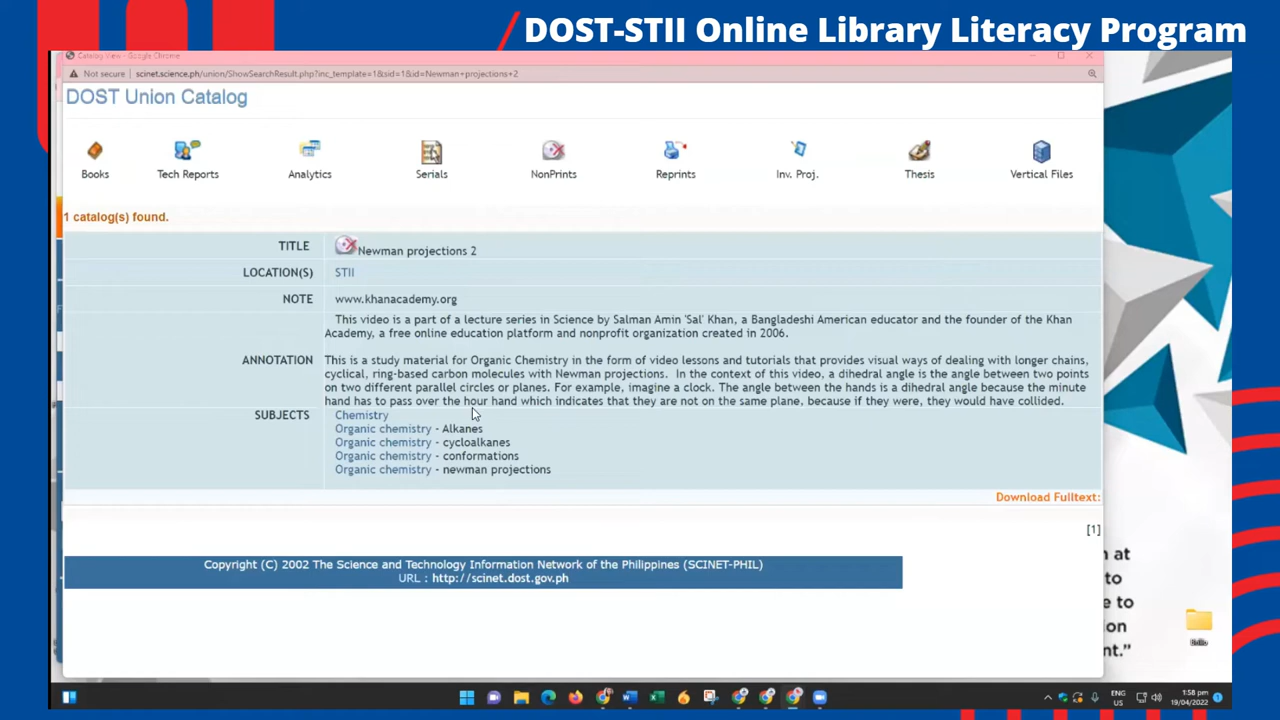 DOST-STII Online Library Literacy Program
Catalog View - Google Chrome
Not secure scinet.science.ph/union/ShowSearchResult.php?inc_template=1&sid=1&id=Newman+projections+2
DOST Union Catalog
Books Tech Reports Analytics Serials NonPrints Reprints Inv. Proj. Thesis Vertical Files
1 catalog(s) found.
TITLE Newman projections 2
LOCATION(S) STII
NOTE www.khanacademy.org
This video is a part of a lecture series in Science by Salman Amin 'Sal' Khan, a Bangladeshi American educator and the founder of the Khan
Academy, a free online education platform and nonprofit organization created in 2006.
ANNOTATION This is a study material for Organic Chemistry in the form of video lessons and tutorials that provides visual ways of dealing with longer chains,
cyclical, ring-based carbon molecules with Newman projections. In the context of this video, a dihedral angle is the angle between two points
on two different parallel circles or planes. For example, imagine a clock. The angle between the hands is a dihedral angle because the minute
hand has to pass over the hour hand which indicates that they are not on the same plane, because if they were, they would have collided.
SUBJECTS Chemistry
Organic chemistry - Alkanes
Organic chemistry - cycloalkanes
Organic chemistry - conformations
Organic chemistry - newman projections
Download Fulltext:
[1]
Copyright (C) 2002 The Science and Technology Information Network of the Philippines (SCINET-PHIL)
URL : http://scinet.dost.gov.ph
at
to
e to
on
nt.”
ENG
US
1:58 pm
19/04/2022
1